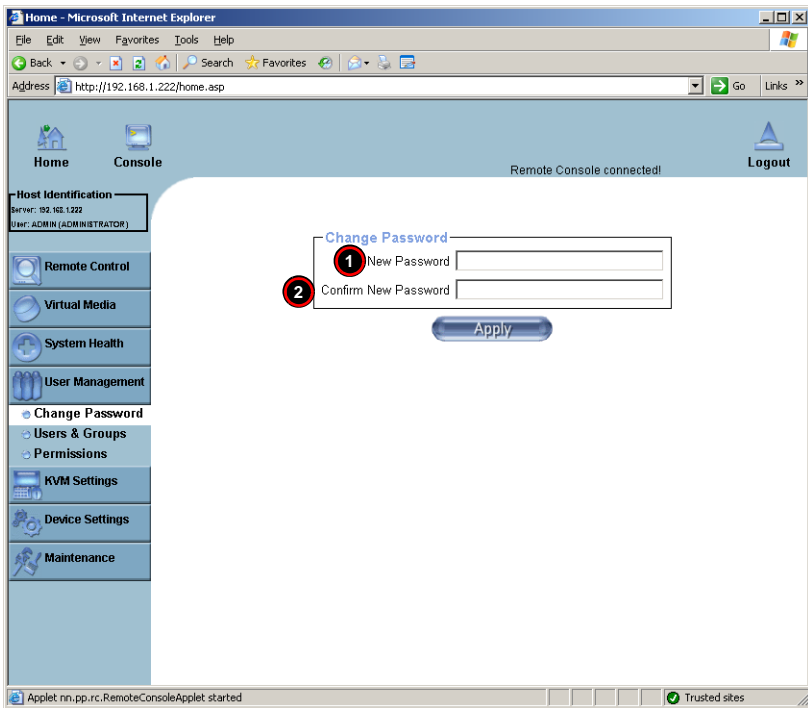 Home - Microsoft Internet Explorer
File Edit View Favorites Tools Help
Back Search Favorites
Address http://192.168.1.222/home.asp Go Links »
Home Console Remote Console connected! Logout
Host Identification
Server: 192.168.1.222
User: ADMIN (ADMINISTRATOR)
Change Password
1 New Password
2 Confirm New Password
Apply
Remote Control
Virtual Media
System Health
User Management
Change Password
Users & Groups
Permissions
KVM Settings
Device Settings
Maintenance
Applet nn.pp.rc.RemoteConsoleApplet started Trusted sites